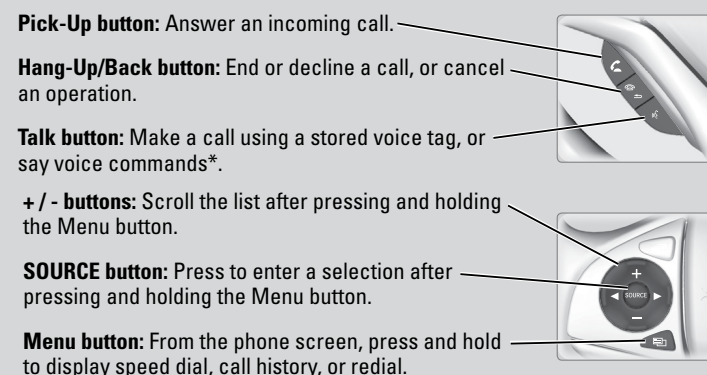 Pick-Up button: Answer an incoming call.
Hang-Up/Back button: End or decline a call, or cancel
an operation.
Talk button: Make a call using a stored voice tag, or
say voice commands*.
+ / - buttons: Scroll the list after pressing and holding
the Menu button.
SOURCE button: Press to enter a selection after
pressing and holding the Menu button.
Menu button: From the phone screen, press and hold
to display speed dial, call history, or redial.
+
SOURCE
-